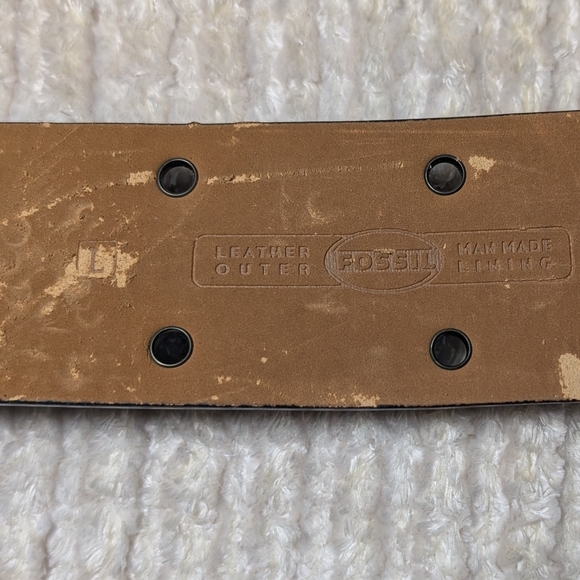 L
LEATHER
OUTER
FOSSIL
MAN MADE
LINING